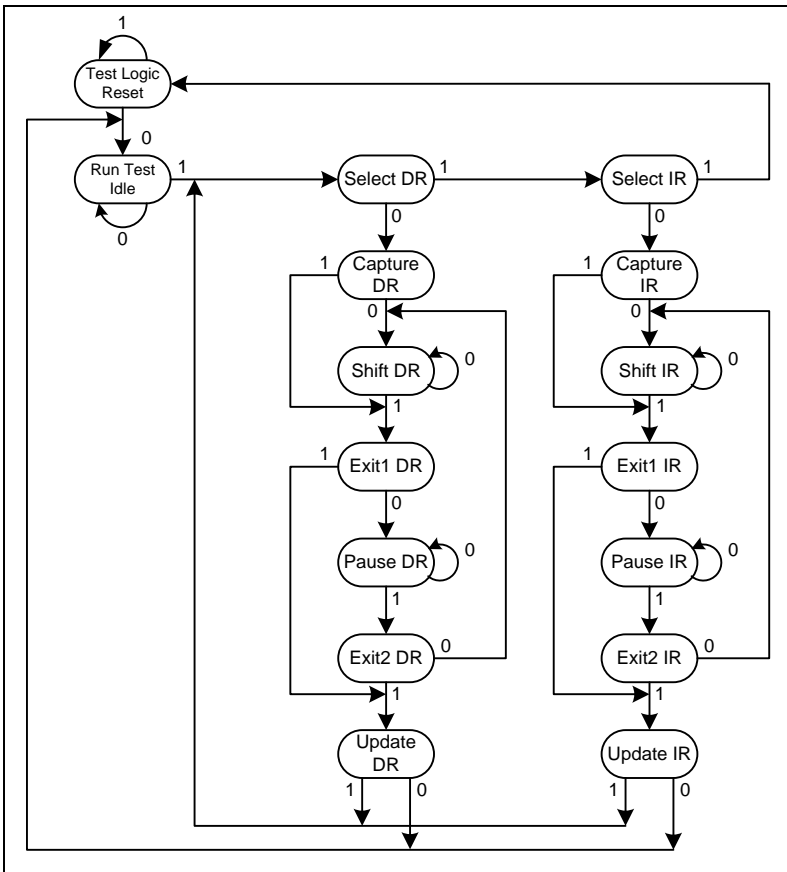 1
Test Logic
Reset
0
Run Test
Idle
1
0
Select DR
1
0
Select IR
1
0
Capture
DR
1
0
Capture
IR
1
0
Shift DR
0
1
Shift IR
0
1
Exit1 DR
1
0
Exit1 IR
1
0
Pause DR
0
1
Pause IR
0
1
Exit2 DR
0
1
Exit2 IR
0
1
Update
DR
1
0
Update IR
1
0